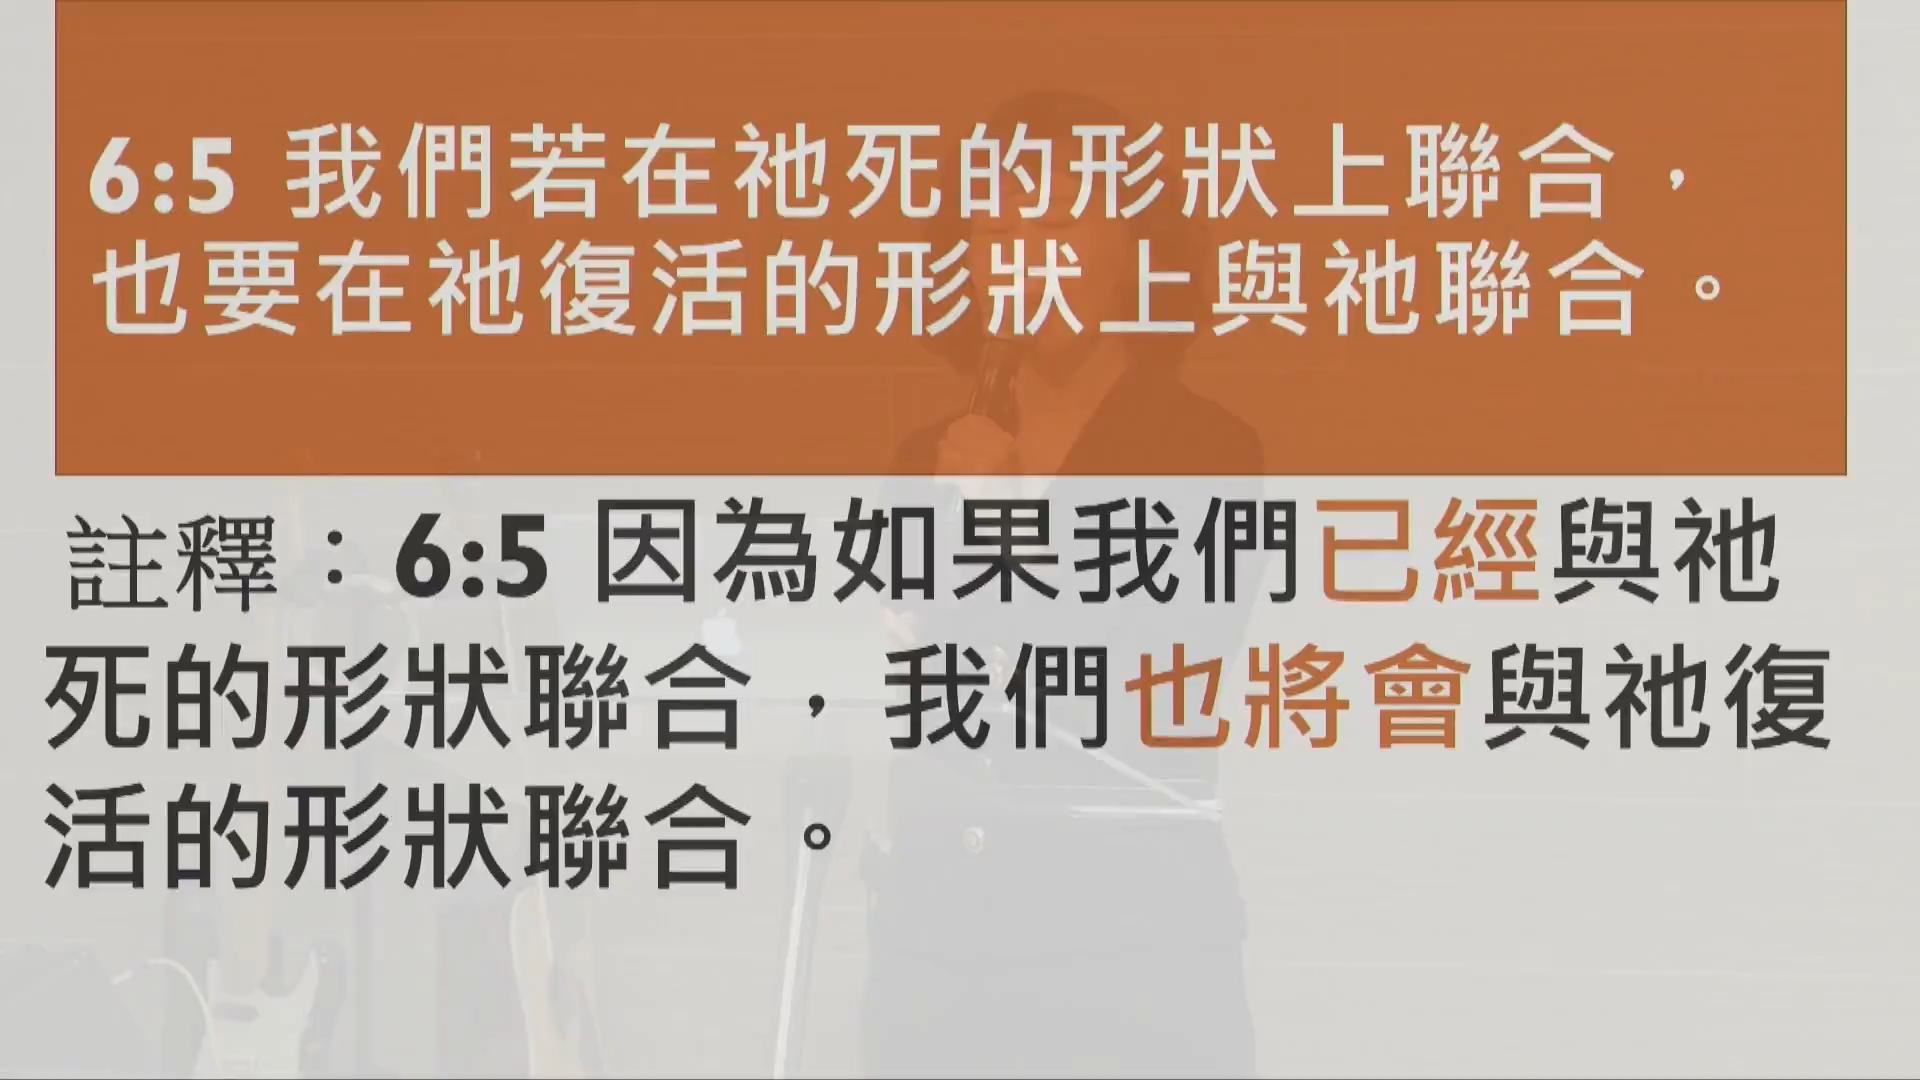 6:5 我們若在祂死的形狀上聯合，
也要在祂復活的形狀上與祂聯合。
註釋：6:5 因為如果我們已經與祂
死的形狀聯合，我們也將會與祂復
活的形狀聯合。